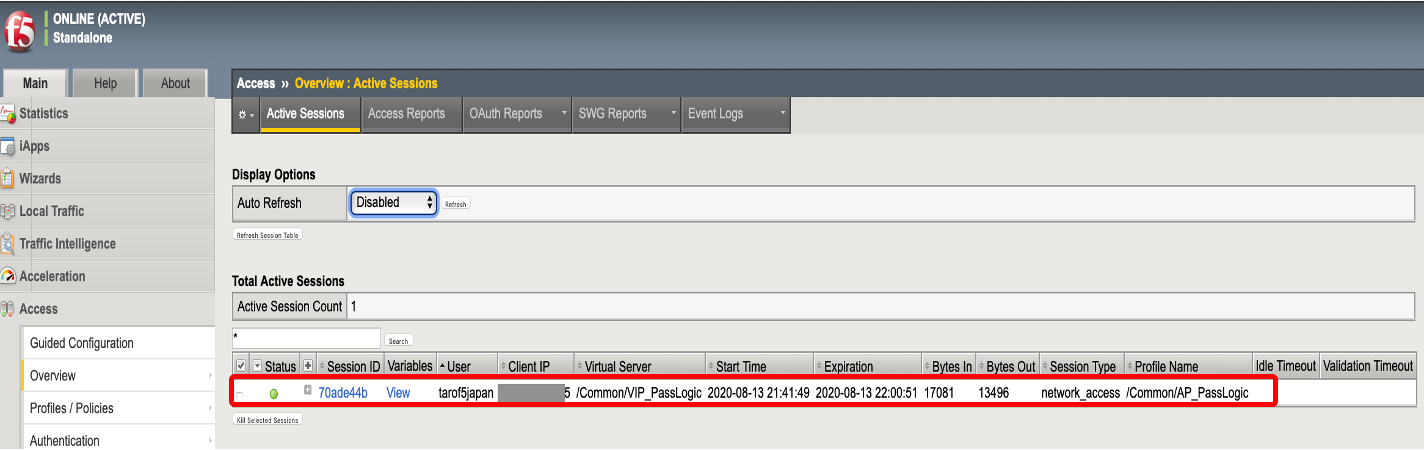 f5
ONLINE (ACTIVE)
Standalone
Main Help About
Access ›› Overview : Active Sessions
Active Sessions Access Reports OAuth Reports SWG Reports Event Logs
Statistics
iApps
Wizards
Local Traffic
Traffic Intelligence
Acceleration
Access
Guided Configuration
Overview
Profiles / Policies
Authentication
Display Options
Auto Refresh Disabled Refresh
Refresh Session Table
Total Active Sessions
Active Session Count 1
* Search
Status Session ID Variables User Client IP Virtual Server Start Time Expiration Bytes In Bytes Out Session Type Profile Name Idle Timeout Validation Timeout
70ade44b View tarof5japan 5 /Common/VIP_PassLogic 2020-08-13 21:41:49 2020-08-13 22:00:51 17081 13496 network_access /Common/AP_PassLogic
Kill Selected Sessions